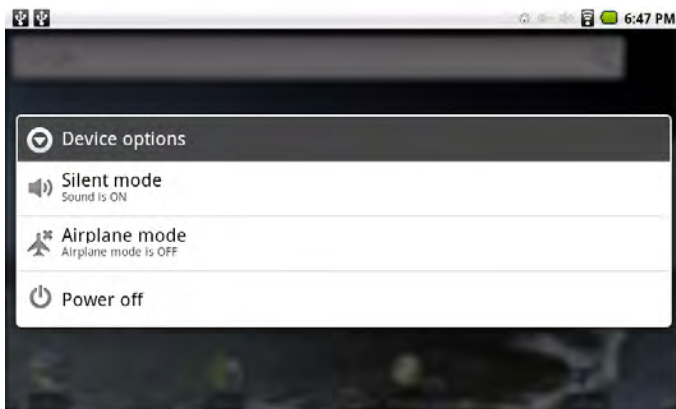 6:47 PM
Device options
Silent mode
Sound is ON
Airplane mode
Airplane mode is OFF
Power off